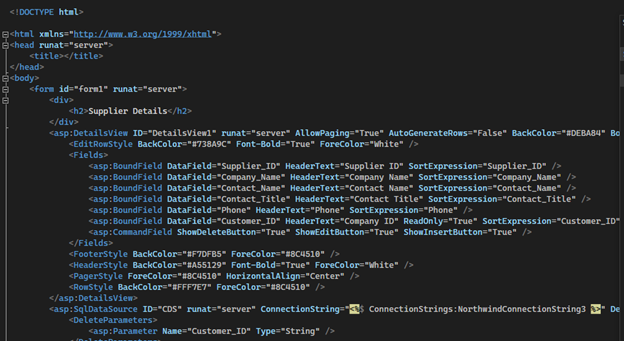 <!DOCTYPE html>
<html xmlns="http://www.w3.org/1999/xhtml">
<head runat="server">
<title></title>
</head>
<body>
<form id="form1" runat="server">
<div>
<h2>Supplier Details</h2>
</div>
<asp:DetailsView ID="DetailsView1" runat="server" AllowPaging="True" AutoGenerateRows="False" BackColor="#DEBA84" Bo
<EditRowStyle BackColor="#738A9C" Font-Bold="True" ForeColor="White" />
<Fields>
<asp:BoundField DataField="Supplier_ID" HeaderText="Supplier ID" SortExpression="Supplier_ID" />
<asp:BoundField DataField="Company_Name" HeaderText="Company Name" SortExpression="Company_Name" />
<asp:BoundField DataField="Contact_Name" HeaderText="Contact Name" SortExpression="Contact_Name" />
<asp:BoundField DataField="Contact_Title" HeaderText="Contact Title" SortExpression="Contact_Title" />
<asp:BoundField DataField="Phone" HeaderText="Phone" SortExpression="Phone" />
<asp:BoundField DataField="Customer_ID" HeaderText="Company ID" ReadOnly="True" SortExpression="Customer_ID"
<asp:CommandField ShowDeleteButton="True" ShowEditButton="True" ShowInsertButton="True" />
</Fields>
<FooterStyle BackColor="#F7DFB5" ForeColor="#8C4510" />
<HeaderStyle BackColor="#A55129" Font-Bold="True" ForeColor="White" />
<PagerStyle ForeColor="#8C4510" HorizontalAlign="Center" />
<RowStyle BackColor="#FFF7E7" ForeColor="#8C4510" />
</asp:DetailsView>
<asp:SqlDataSource ID="CDS" runat="server" ConnectionString="<%$ ConnectionStrings:NorthwindConnectionString3 %>" De
<DeleteParameters>
<asp:Parameter Name="Customer_ID" Type="String" />
</DeleteParameters>